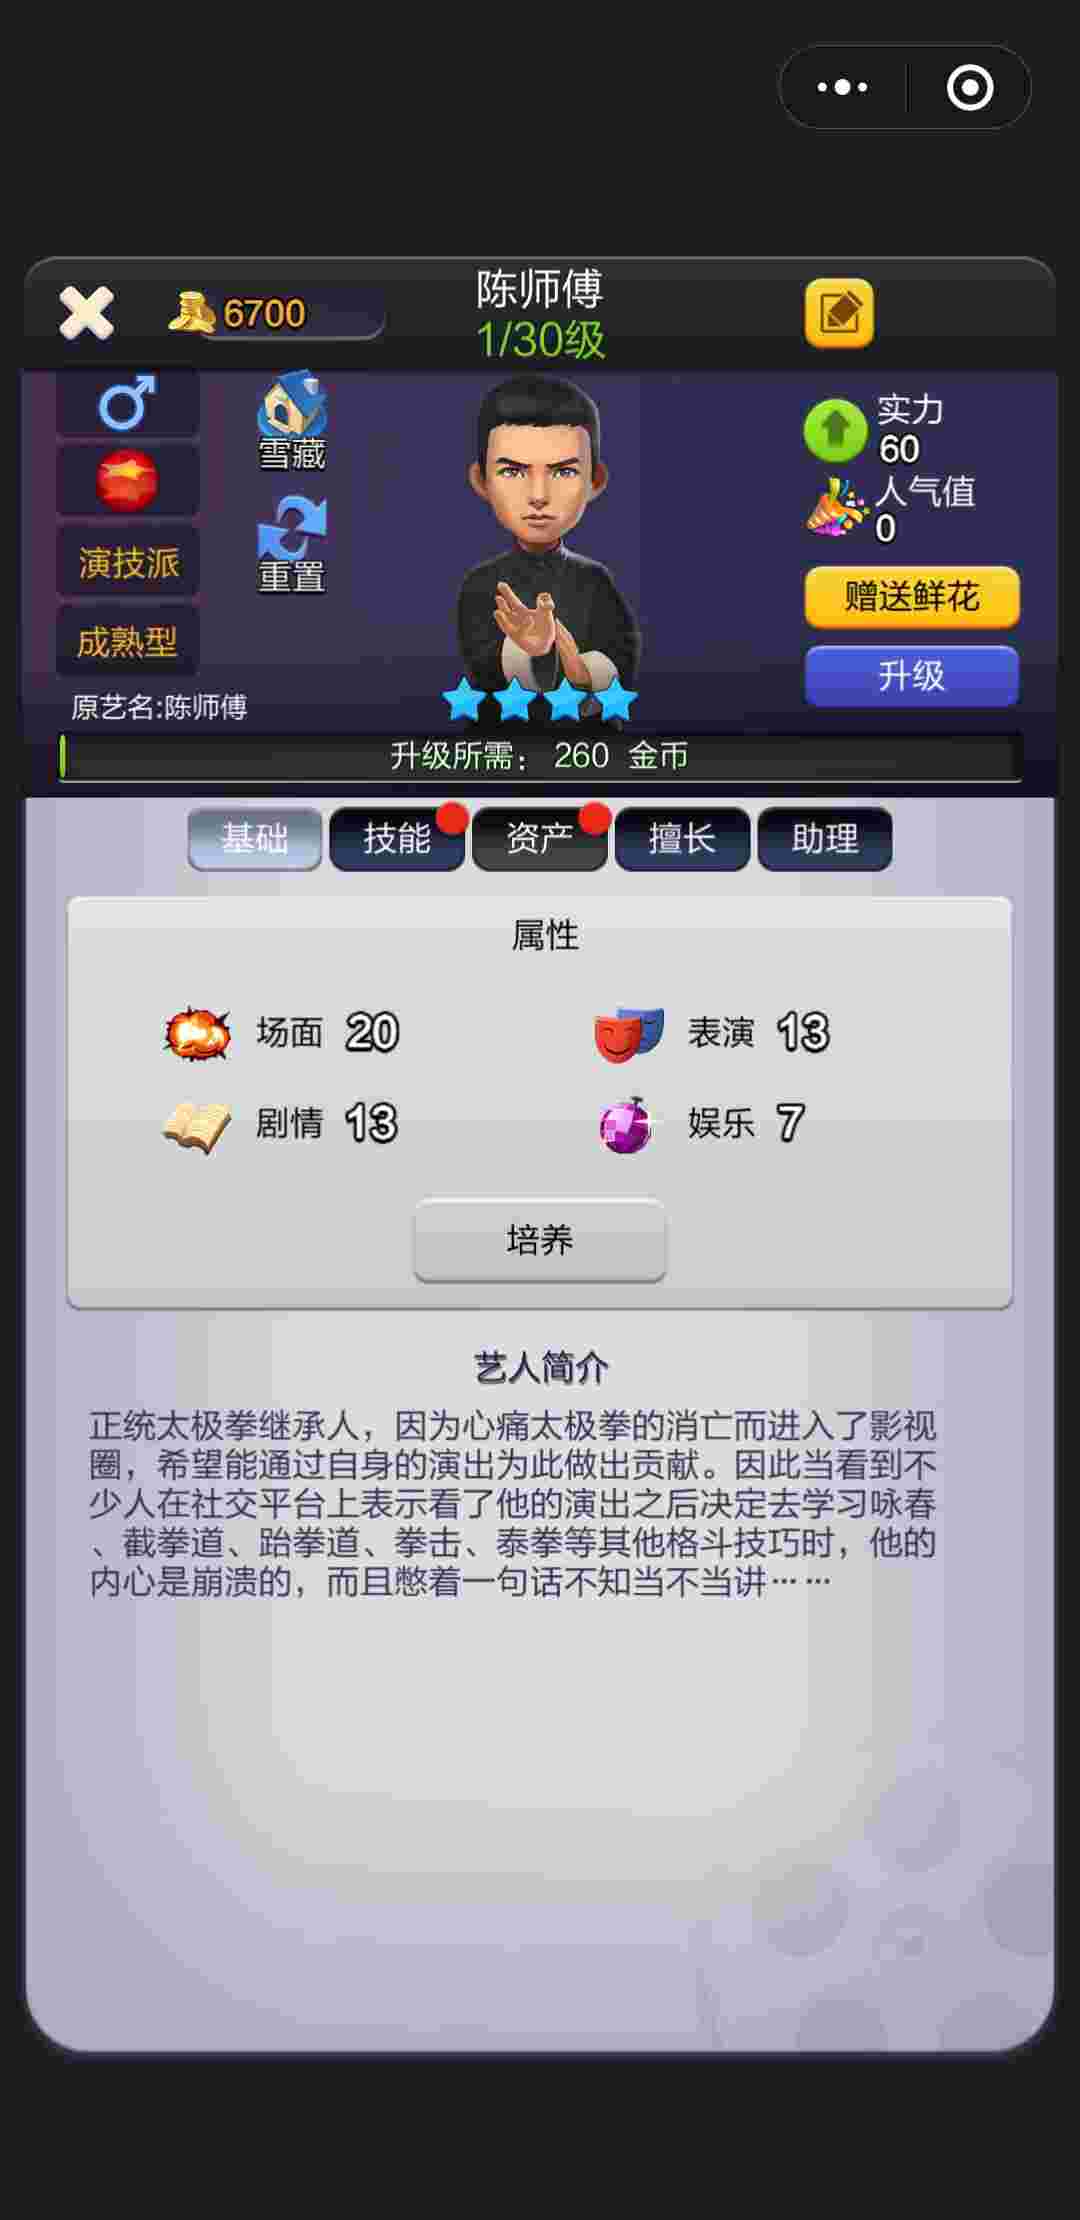 陈师傅
6700
1/30级
雪藏
重置
演技派
成熟型
原艺名:陈师傅
实力
60
人气值
0
赠送鲜花
升级
升级所需： 260 金币
基础 技能 资产 擅长 助理
属性
场面 20 表演 13
剧情 13 娱乐 7
培养
艺人简介
正统太极拳继承人，因为心痛太极拳的消亡而进入了影视
圈，希望能通过自身的演出为此做出贡献。因此当看到不
少人在社交平台上表示看了他的演出之后决定去学习咏春
、截拳道、跆拳道、拳击、泰拳等其他格斗技巧时，他的
内心是崩溃的，而且憋着一句话不知当不当讲……